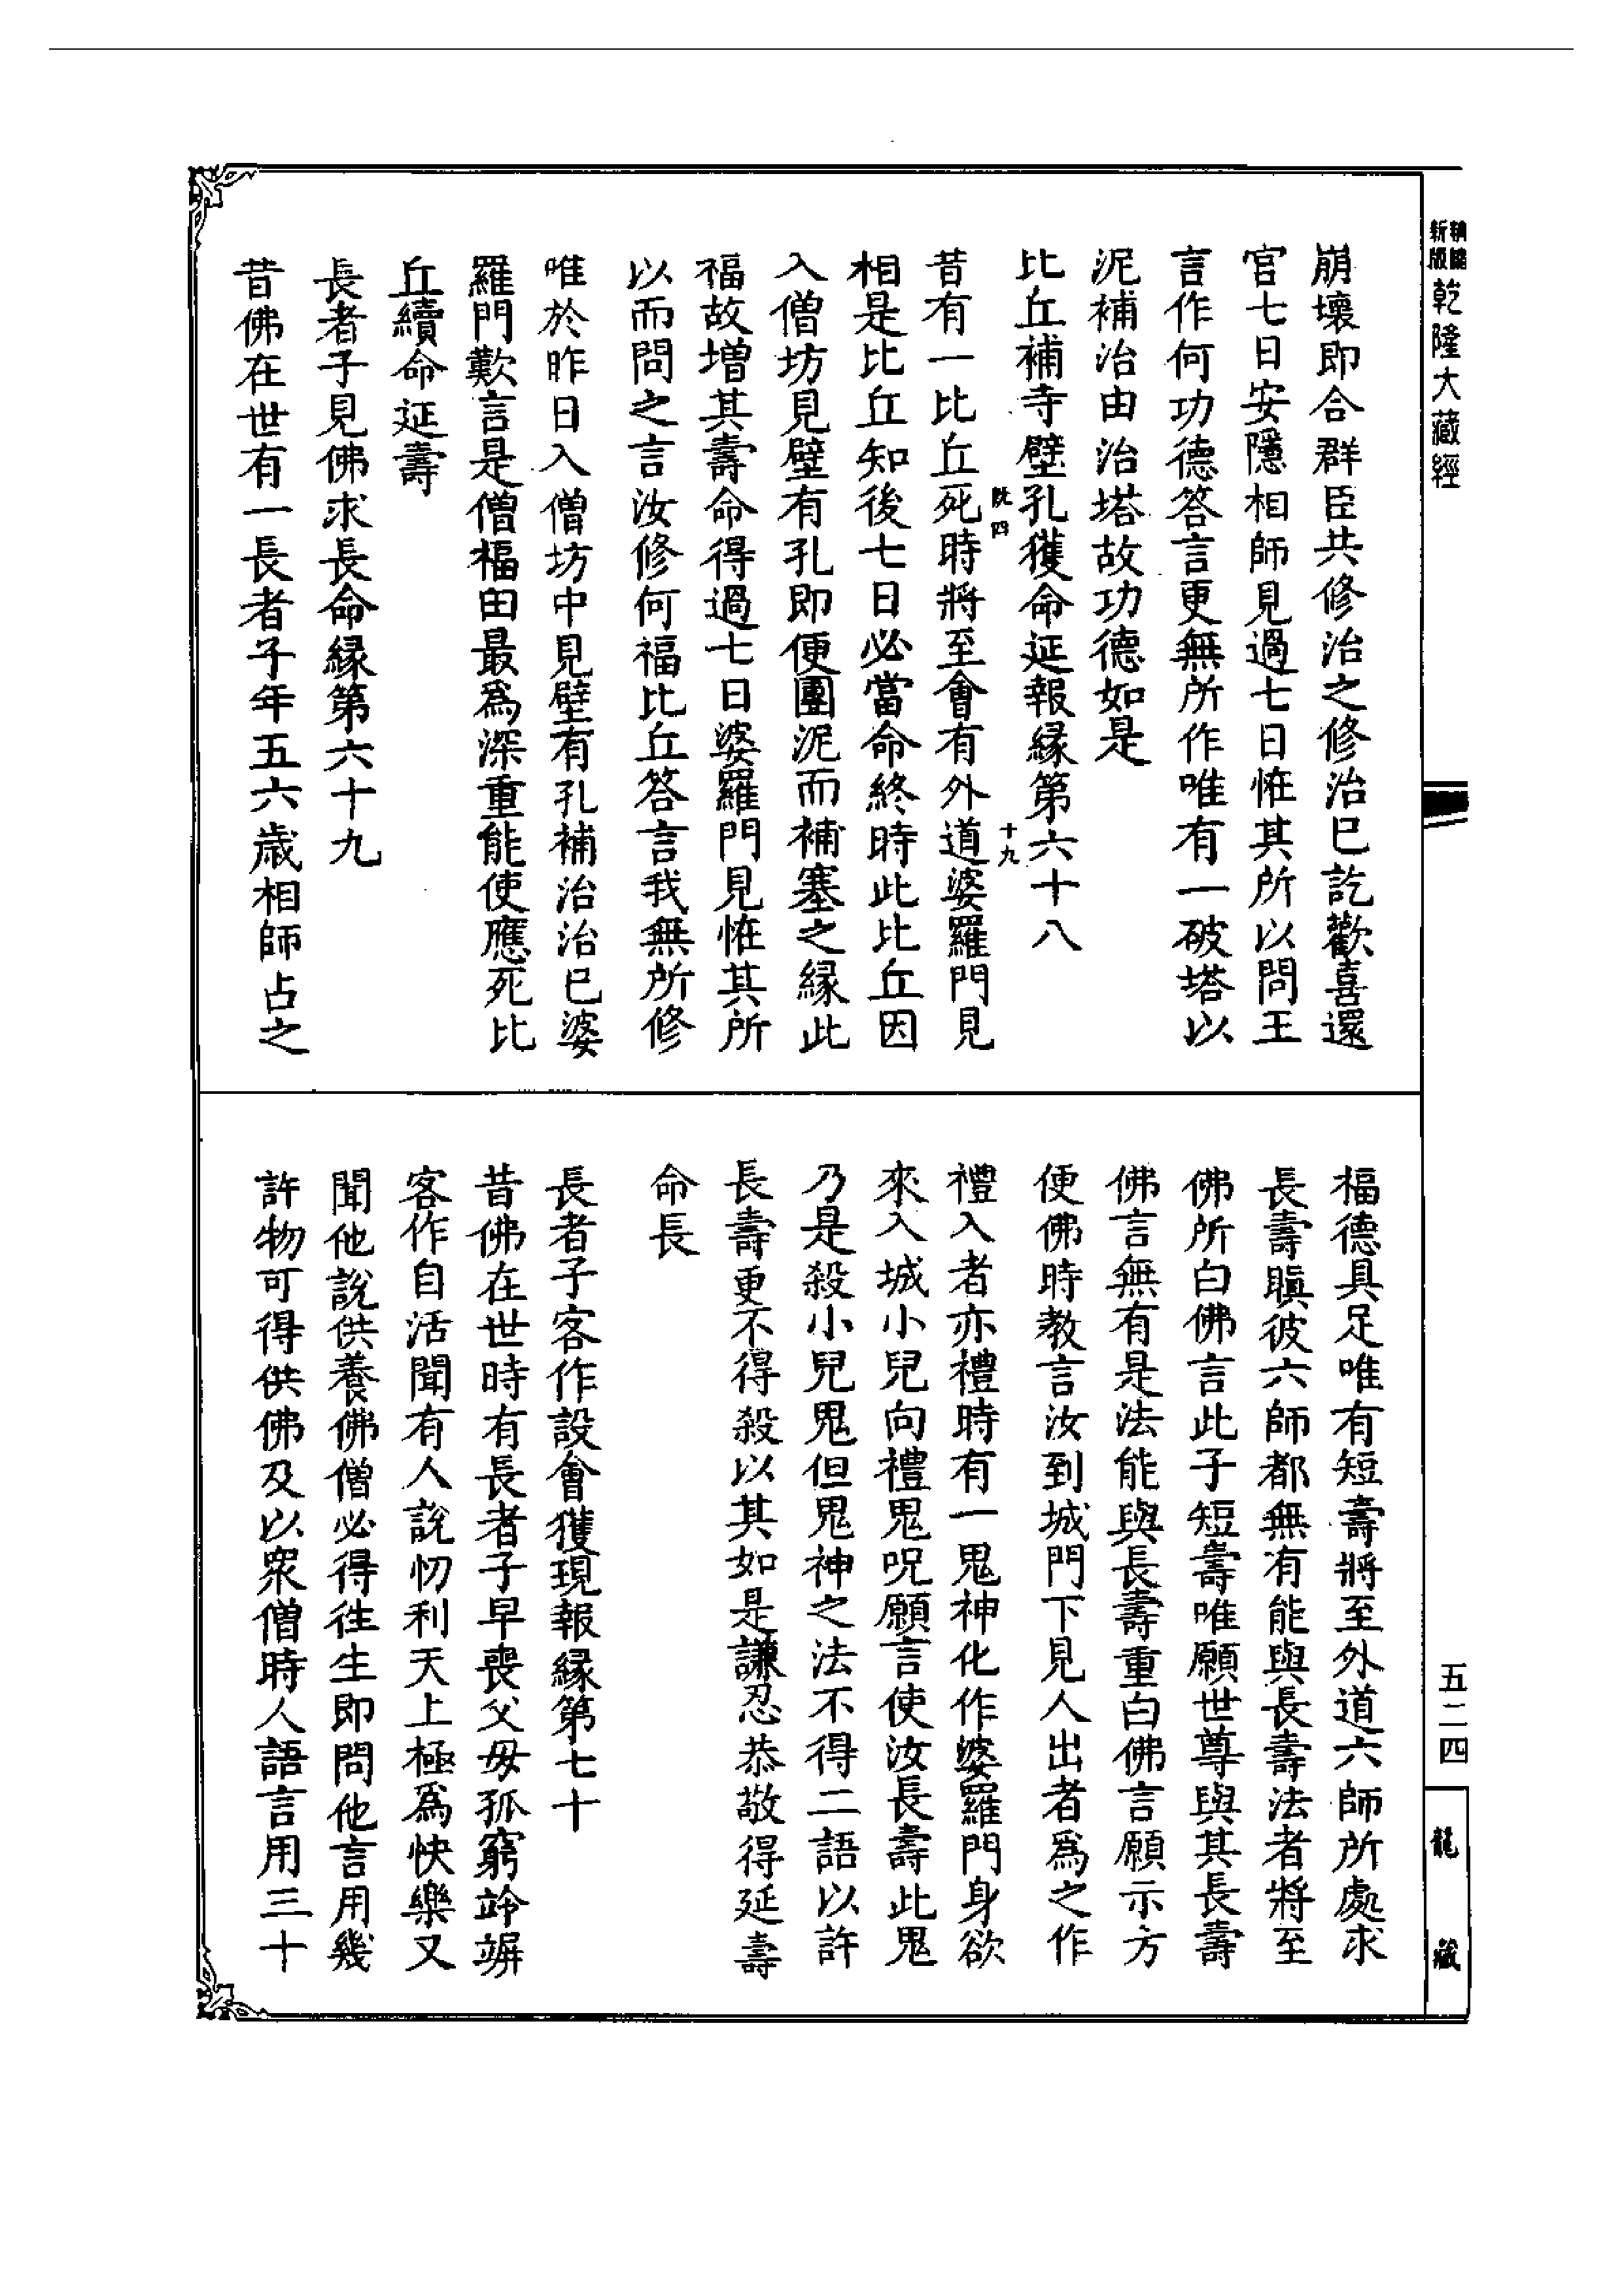 新版精縮乾隆大藏經
崩壞即合群臣共修治之修治已訖歡喜還
宮七日安隱相師見過七日恠其所以問王
言作何功德答言更無所作唯有一破塔以
泥補治由治塔故功德如是
比丘補寺壁孔獲命延報緣第六十八
既四
十九
昔有一比丘死時將至會有外道婆羅門見
相是比丘知後七日必當命終時此比丘因
入僧坊見壁有孔即便團泥而補塞之緣此
福故增其壽命得過七日婆羅門見恠其所
以而問之言汝修何福比丘答言我無所修
唯於昨日入僧坊中見壁有孔補治治已婆
羅門歎言是僧福田最為深重能使應死比
丘續命延壽
長者子見佛求長命緣第六十九
昔佛在世有一長者子年五六歲相師占之
福德具足唯有短壽將至外道六師所處求
長壽瞋彼六師都無有能與長壽法者將至
佛所白佛言此子短壽唯願世尊與其長壽
佛言無有是法能與長壽重白佛言願示方
便佛時教言汝到城門下見人出者為之作
禮入者亦禮時有一鬼神化作婆羅門身欲
來入城小兒向禮鬼呪願言使汝長壽此鬼
乃是殺小兒鬼但鬼神之法不得二語以許
長壽更不得殺以其如是謙忍恭敬得延壽
命長
長者子客作設會獲現報緣第七十
昔佛在世時有長者子早喪父母孤窮竛竮
客作自活聞有人說忉利天上極為快樂又
聞他說供養佛僧必得往生即問他言用幾
許物可得供佛及以眾僧時人語言用三十
五二四
龍藏